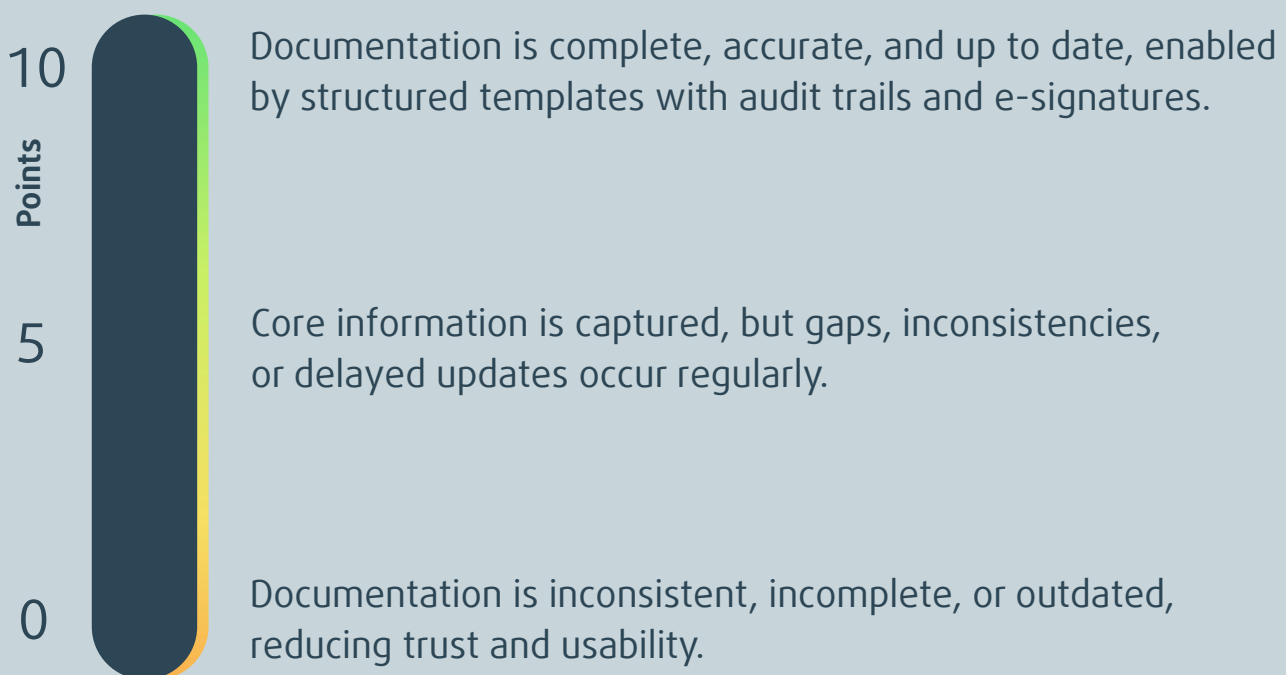 10
Documentation is complete, accurate, and up to date, enabled
by structured templates with audit trails and e-signatures.
Points
5
Core information is captured, but gaps, inconsistencies,
or delayed updates occur regularly.
0
Documentation is inconsistent, incomplete, or outdated,
reducing trust and usability.